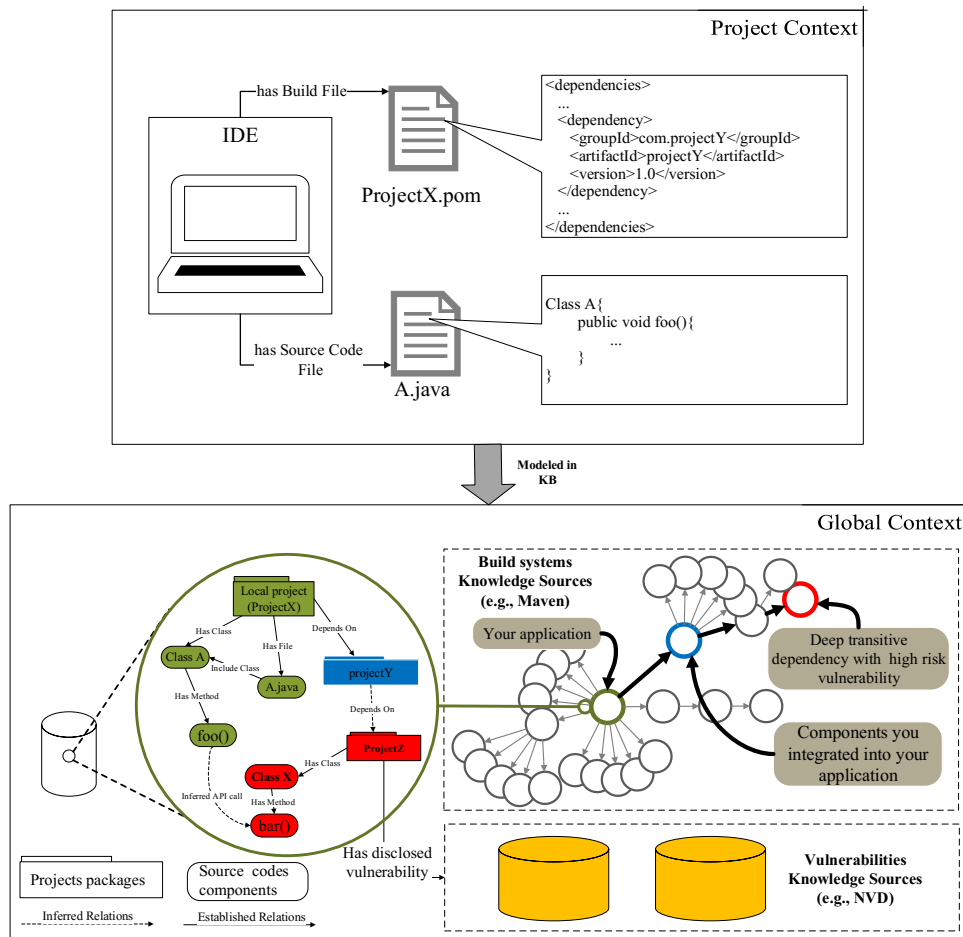 Project Context
has Build File
IDE
ProjectX.pom
<dependencies>
...
<dependency>
<groupId>com.projectY</groupId>
<artifactId>projectY</artifactId>
<version>1.0</version>
</dependency>
...
</dependencies>
has Source Code
File
A.java
Class A{
public void foo(){
...
}
}
Modeled in
KB
Global Context
Local project
(ProjectX)
Has Class
Has File
Depends On
Class A
Include Class
A.java
projectY
Has Method
Depends On
foo()
ProjectZ
Has Class
Class X
Inferred API call
Has Method
bar()
Build systems
Knowledge Sources
(e.g., Maven)
Your application
Deep transitive
dependency with high risk
vulnerability
Components you
integrated into your
application
Has disclosed
vulnerability
Vulnerabilities
Knowledge Sources
(e.g., NVD)
Projects packages
Source codes
components
Inferred Relations
Established Relations